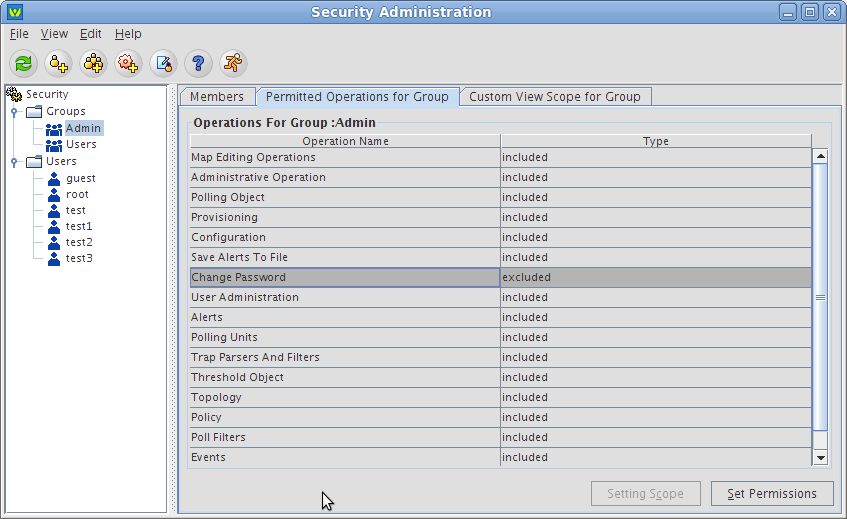 Security Administration
File View Edit Help
Security
Groups
Admin
Users
Users
guest
root
test
test1
test2
test3
Members Permitted Operations for Group Custom View Scope for Group
Operations For Group :Admin
Operation Name Type
Map Editing Operations included
Administrative Operation included
Polling Object included
Provisioning included
Configuration included
Save Alerts To File included
Change Password excluded
User Administration included
Alerts included
Polling Units included
Trap Parsers And Filters included
Threshold Object included
Topology included
Policy included
Poll Filters included
Events included
Setting Scope Set Permissions